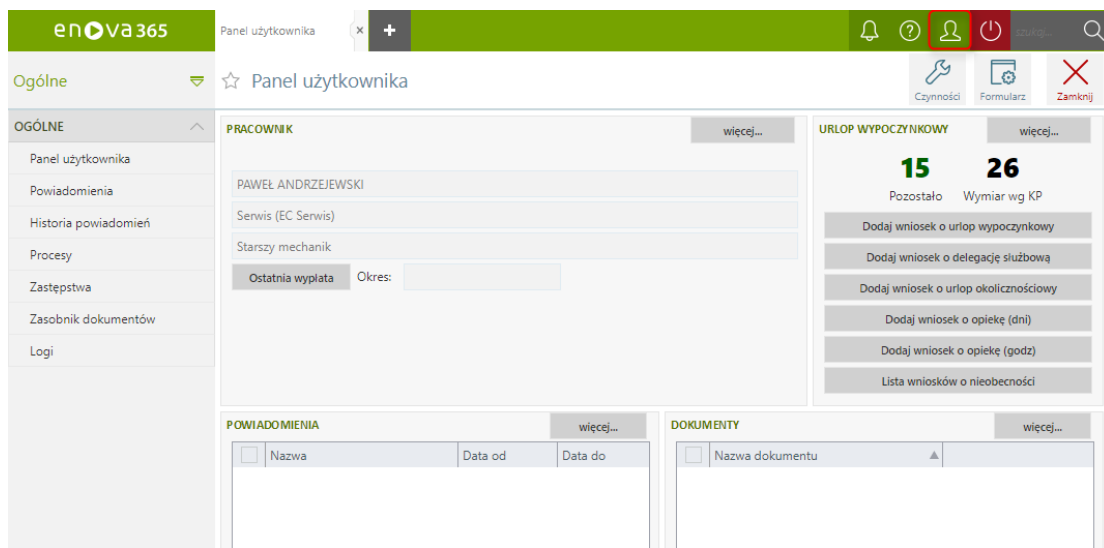 enova365
Panel użytkownika
szukaj...
Ogólne
Panel użytkownika
Czynności
Formularz
Zamknij
OGÓLNE
Panel użytkownika
Powiadomienia
Historia powiadomień
Procesy
Zastępstwa
Zasobnik dokumentów
Logi
PRACOWNIK
więcej...
PAWEŁ ANDRZEJEWSKI
Serwis (EC Serwis)
Starszy mechanik
Ostatnia wypłata
Okres:
URLOP WYPOCZYNKOWY
więcej...
15
26
Pozostało
Wymiar wg KP
Dodaj wniosek o urlop wypoczynkowy
Dodaj wniosek o delegację służbową
Dodaj wniosek o urlop okolicznościowy
Dodaj wniosek o opiekę (dni)
Dodaj wniosek o opiekę (godz)
Lista wniosków o nieobecności
POWIADOMIENIA
więcej...
Nazwa
Data od
Data do
DOKUMENTY
więcej...
Nazwa dokumentu